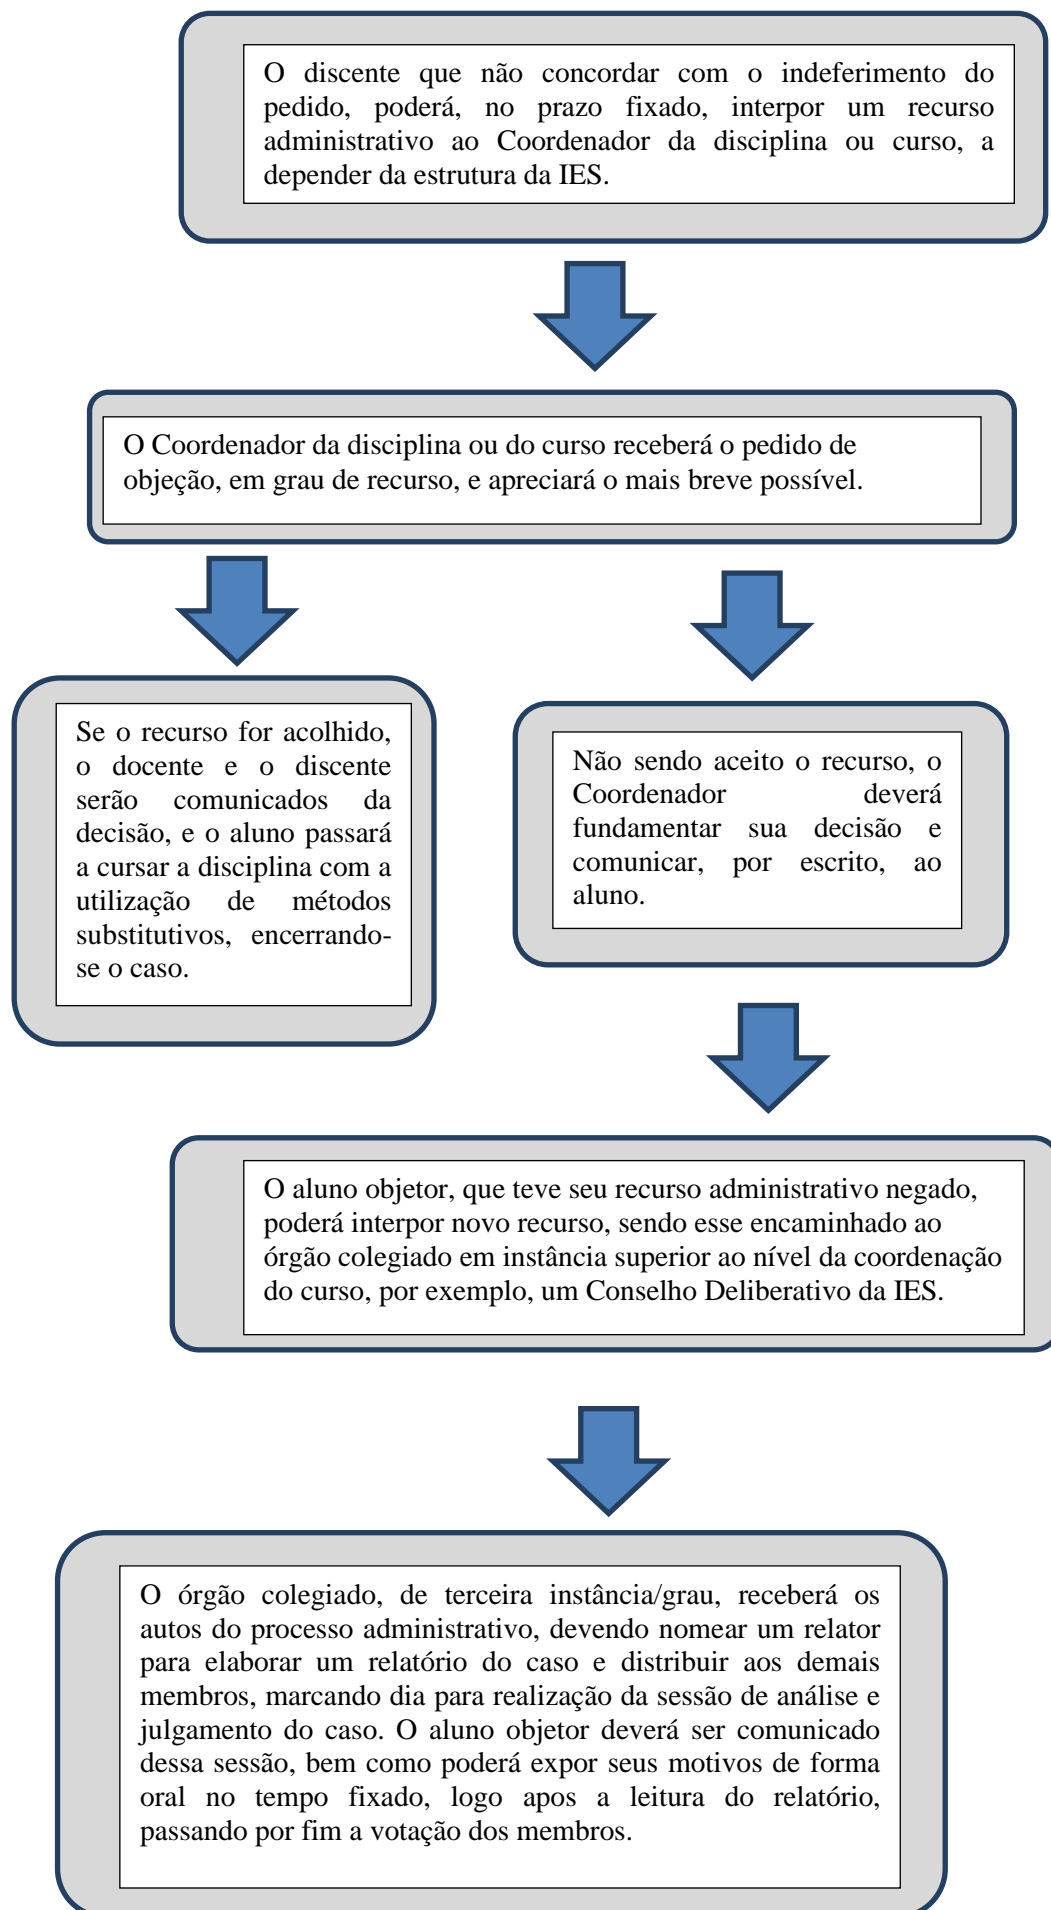 O discente que não concordar com o indeferimento do
pedido, poderá, no prazo fixado, interpor um recurso
administrativo ao Coordenador da disciplina ou curso, a
depender da estrutura da IES.
O Coordenador da disciplina ou do curso receberá o pedido de
objeção, em grau de recurso, e apreciará o mais breve possível.
Se o recurso for acolhido,
o docente e o discente
serão comunicados da
decisão, e o aluno passará
a cursar a disciplina com a
utilização de métodos
substitutivos, encerrando-
se o caso.
Não sendo aceito o recurso, o
Coordenador deverá
fundamentar sua decisão e
comunicar, por escrito, ao
aluno.
O aluno objetor, que teve seu recurso administrativo negado,
poderá interpor novo recurso, sendo esse encaminhado ao
órgão colegiado em instância superior ao nível da coordenação
do curso, por exemplo, um Conselho Deliberativo da IES.
O órgão colegiado, de terceira instância/grau, receberá os
autos do processo administrativo, devendo nomear um relator
para elaborar um relatório do caso e distribuir aos demais
membros, marcando dia para realização da sessão de análise e
julgamento do caso. O aluno objetor deverá ser comunicado
dessa sessão, bem como poderá expor seus motivos de forma
oral no tempo fixado, logo apos a leitura do relatório,
passando por fim a votação dos membros.